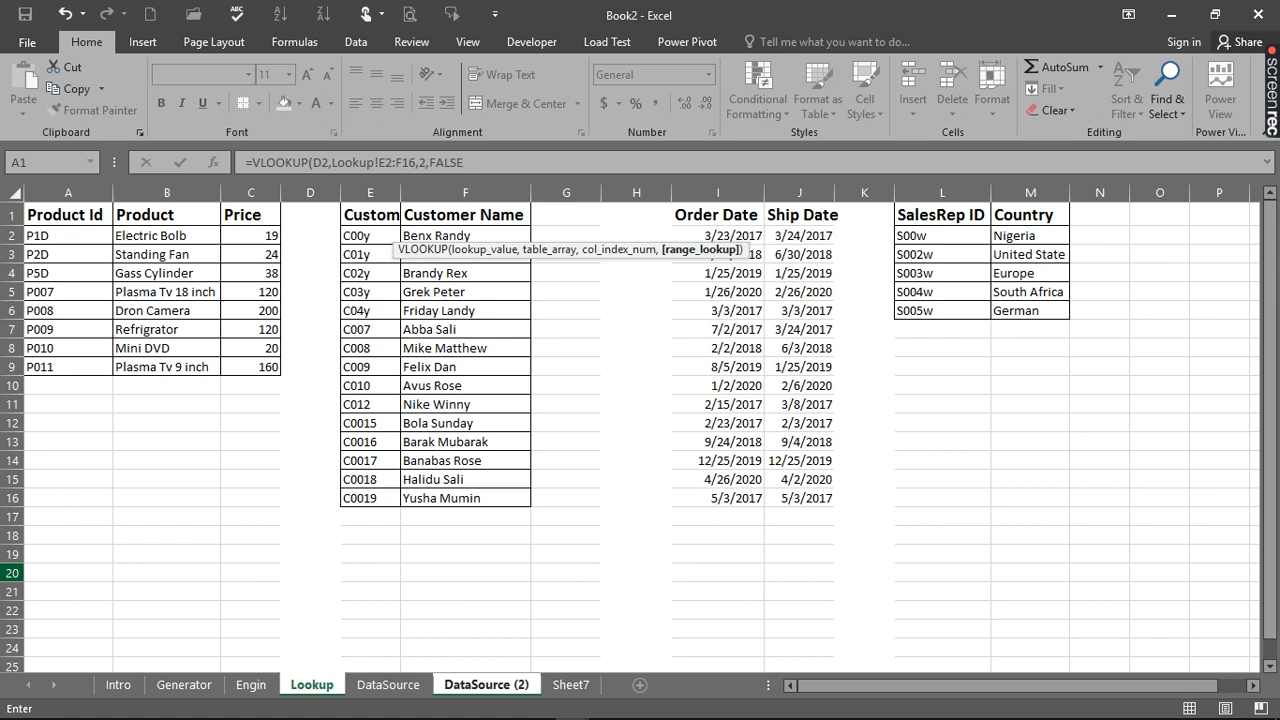 Book2 - Excel
File Home Insert Page Layout Formulas Data Review View Developer Load Test Power Pivot Tell me what you want to do... Sign in Share
Cut
Copy
Format Painter
Paste
Clipboard
11
B I U
A A
Font
Wrap Text
Merge & Center
Alignment
General
$ % ,
Number
Conditional Formatting
Format as Table
Cell Styles
Styles
Insert Delete Format
Cells
AutoSum
Fill
Clear
Sort & Filter
Find & Select
Editing
Power View
Power Vi...
screenrec
A1 fx =VLOOKUP(D2,Lookup!E2:F16,2,FALSE
A B C D E F G H I J K L M N O P
1 Product Id Product Price Custom Customer Name Order Date Ship Date SalesRep ID Country
2 P1D Electric Bolb 19 C00y Benx Randy 3/23/2017 3/24/2017 S00w Nigeria
VLOOKUP(lookup_value, table_array, col_index_num, [range_lookup])
3 P2D Standing Fan 24 C01y 6/30/2018 S002w United State
4 P5D Gass Cylinder 38 C02y Brandy Rex 1/25/2019 1/25/2019 S003w Europe
5 P007 Plasma Tv 18 inch 120 C03y Grek Peter 1/26/2020 2/26/2020 S004w South Africa
6 P008 Dron Camera 200 C04y Friday Landy 3/3/2017 3/3/2017 S005w German
7 P009 Refrigrator 120 C007 Abba Sali 7/2/2017 3/24/2017
8 P010 Mini DVD 20 C008 Mike Matthew 2/2/2018 6/3/2018
9 P011 Plasma Tv 9 inch 160 C009 Felix Dan 8/5/2019 1/25/2019
10 C010 Avus Rose 1/2/2020 2/6/2020
11 C012 Nike Winny 2/15/2017 3/8/2017
12 C0015 Bola Sunday 2/23/2017 2/3/2017
13 C0016 Barak Mubarak 9/24/2018 9/4/2018
14 C0017 Banabas Rose 12/25/2019 12/25/2019
15 C0018 Halidu Sali 4/26/2020 4/2/2020
16 C0019 Yusha Mumin 5/3/2017 5/3/2017
17
18
19
20
21
22
23
24
25
Intro Generator Engin Lookup DataSource DataSource (2) Sheet7
Enter